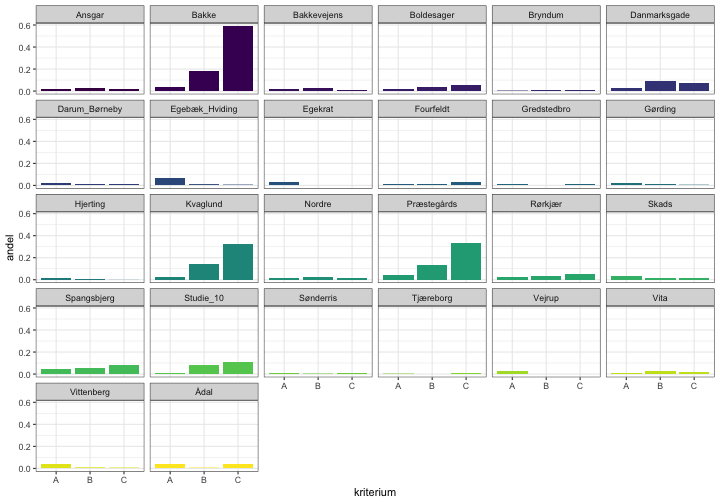 Ansgar Bakke Bakkevejens Boldesager Bryndum Danmarksgade
0.6
0.4
0.2
0.0
Darum_Børneby Egebæk_Hviding Egekrat Fourfeldt Gredstedbro Gørding
0.6
0.4
0.2
0.0
Hjerting Kvaglund Nordre Præstegårds Rørkjær Skads
0.6
0.4
0.2
0.0
andel
Spangsbjerg Studie_10 Sønderris Tjæreborg Vejrup Vita
0.6
0.4
0.2
0.0
A B C A B C A B C A B C
Vittenberg Ådal
0.6
0.4
0.2
0.0
A B C A B C
kriterium